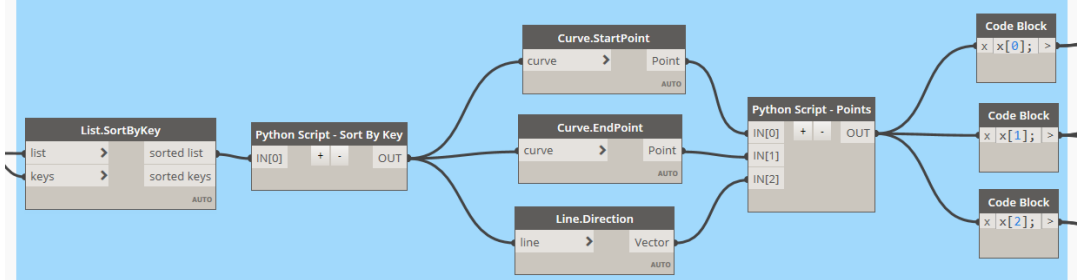 List.SortByKey
list > sorted list
keys > sorted keys
AUTO
Python Script - Sort By Key
IN[0] + - OUT
Curve.StartPoint
curve > Point
AUTO
Curve.EndPoint
curve > Point
AUTO
Line.Direction
line > Vector
AUTO
Python Script - Points
IN[0] + - OUT
IN[1]
IN[2]
Code Block
x x[0]; >
Code Block
x x[1]; >
Code Block
x x[2]; >